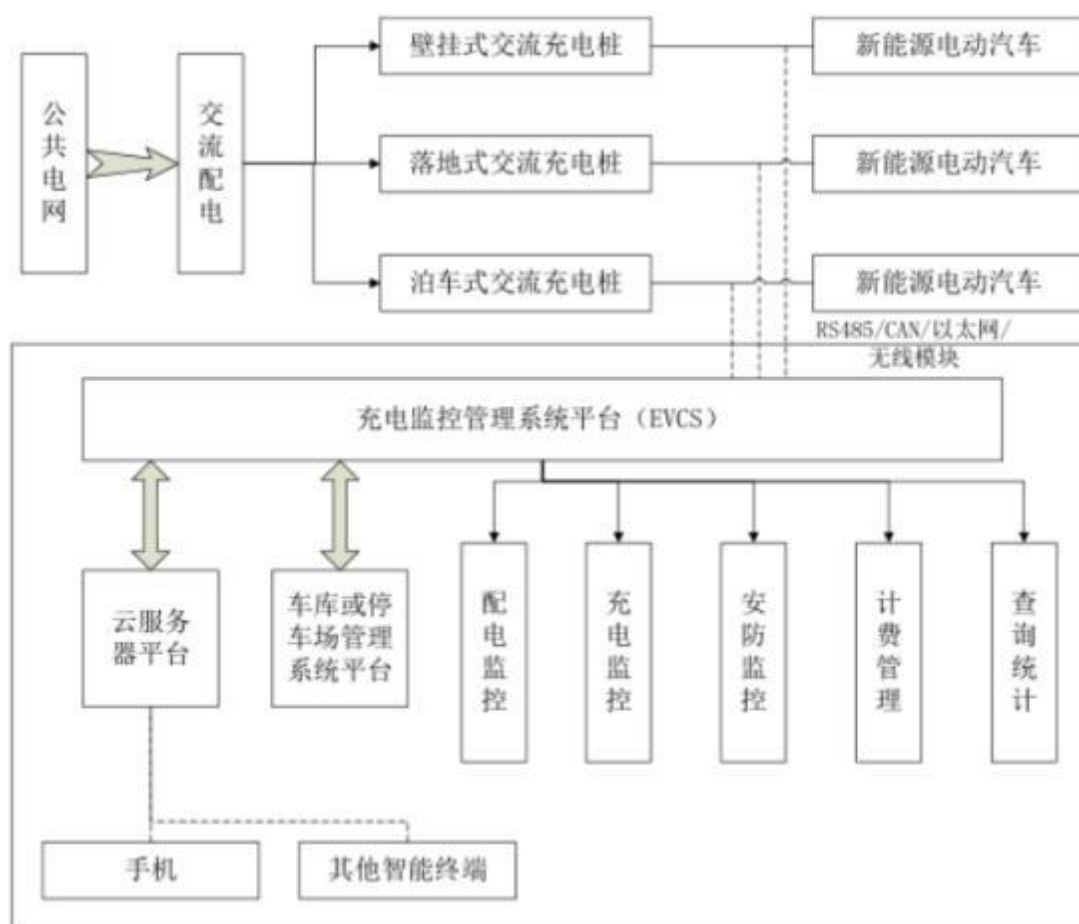 公共电网
交流配电
壁挂式交流充电桩
新能源电动汽车
落地式交流充电桩
新能源电动汽车
泊车式交流充电桩
新能源电动汽车
RS485/CAN/以太网/
无线模块
充电监控管理系统平台（EVCS）
云服务
器平台
车库或停
车场管理
系统平台
配电监控
充电监控
安防监控
计费管理
查询统计
手机
其他智能终端